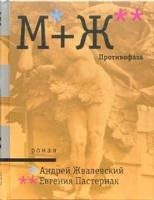 М*+Ж**
Противофаза
роман
* Андрей Жвалевский
** Евгения Пастернак